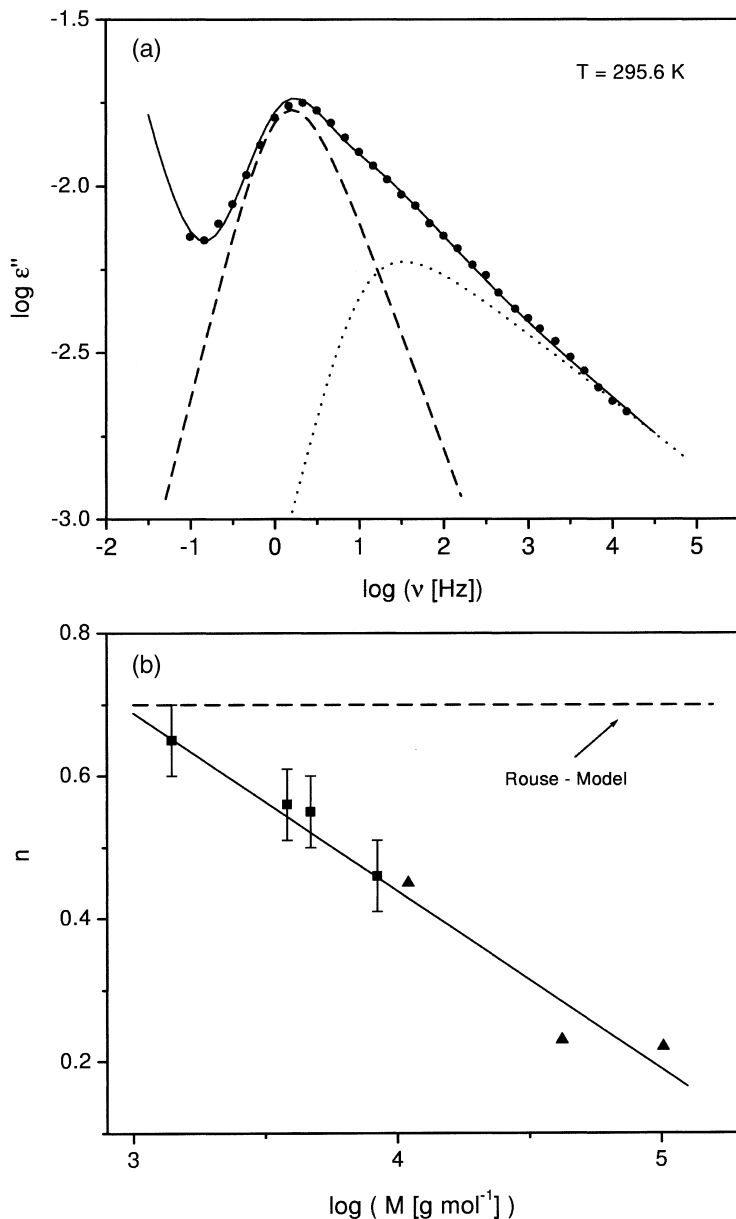 (a)
T = 295.6 K
-1.5
-2.0
-2.5
-3.0
log ε''
-2 -1 0 1 2 3 4 5
log (ν [Hz])
(b)
0.8
0.6
0.4
0.2
n
Rouse - Model
3 4 5
log ( M [g mol⁻¹] )